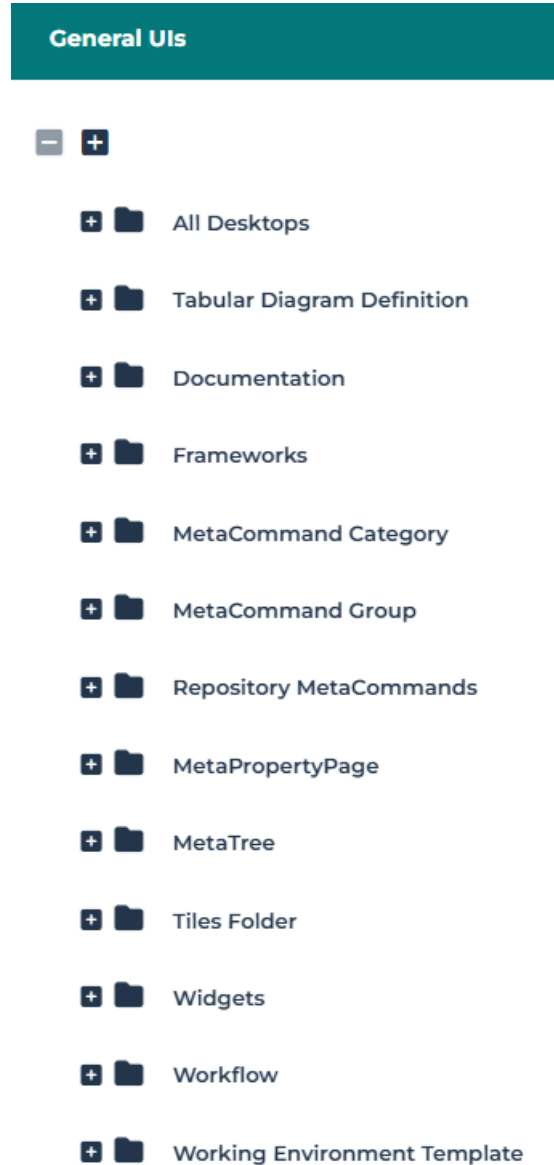 General UIs
All Desktops
Tabular Diagram Definition
Documentation
Frameworks
MetaCommand Category
MetaCommand Group
Repository MetaCommands
MetaPropertyPage
MetaTree
Tiles Folder
Widgets
Workflow
Working Environment Template